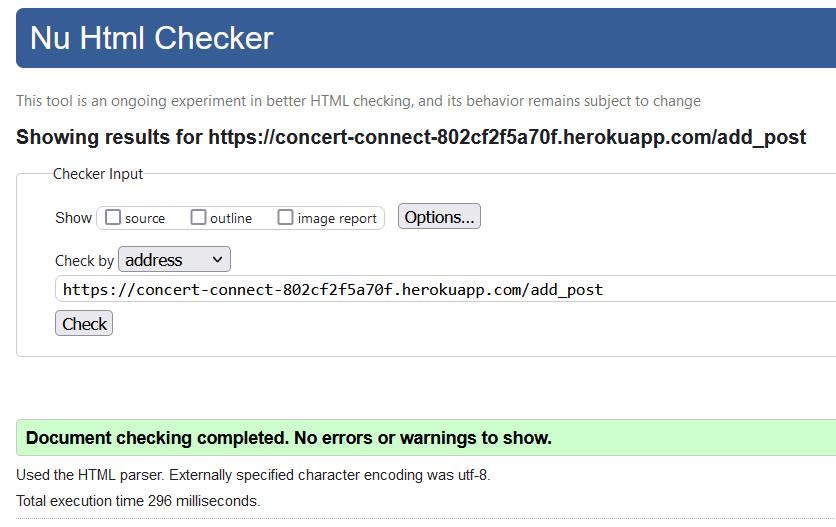 Nu Html Checker
This tool is an ongoing experiment in better HTML checking, and its behavior remains subject to change
Showing results for https://concert-connect-802cf2f5a70f.herokuapp.com/add_post
Checker Input
Show source outline image report Options...
Check by address
https://concert-connect-802cf2f5a70f.herokuapp.com/add_post
Check
Document checking completed. No errors or warnings to show.
Used the HTML parser. Externally specified character encoding was utf-8.
Total execution time 296 milliseconds.